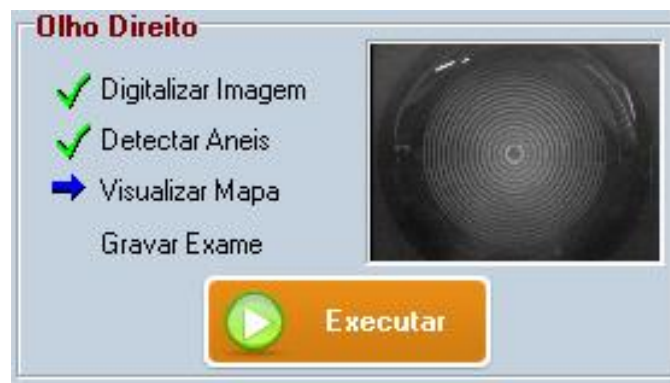 Olho Direito
Digitalizar Imagem
Detectar Aneis
Visualizar Mapa
Gravar Exame
Executar